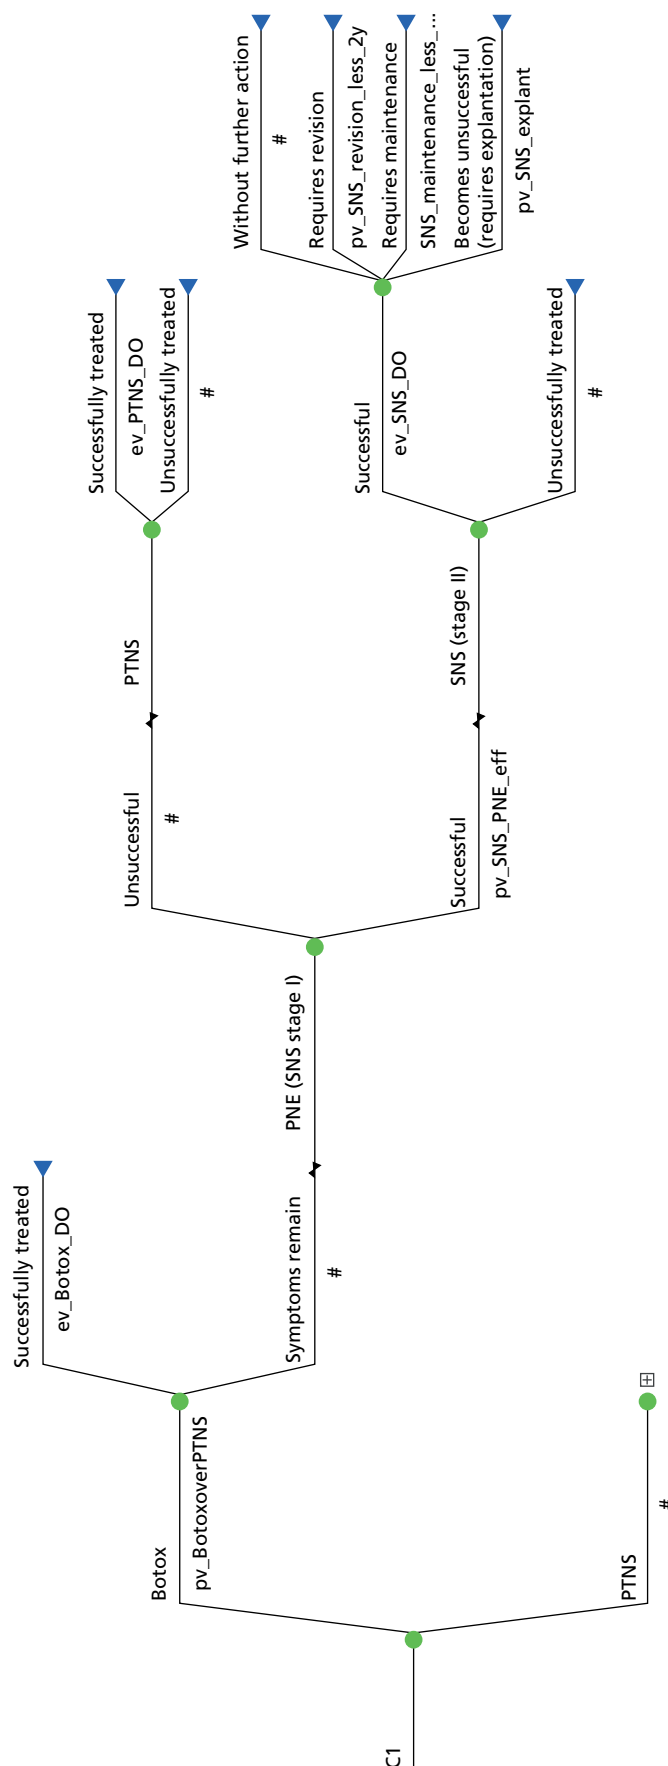 C1
Botox
pv_BotoxoverPTNS
Successfully treated
ev_Botox_DO
Symptoms remain
#
PNE (SNS stage I)
Unsuccessful
#
PTNS
Successfully treated
ev_PTNS_DO
Unsuccessfully treated
#
Successful
pv_SNS_PNE_eff
SNS (stage II)
Successful
ev_SNS_DO
Without further action
#
Requires revision
pv_SNS_revision_less_2y
Requires maintenance
SNS_maintenance_less_...
Becomes unsuccessful
(requires explantation)
pv_SNS_explant
Unsuccessfully treated
#
PTNS
#